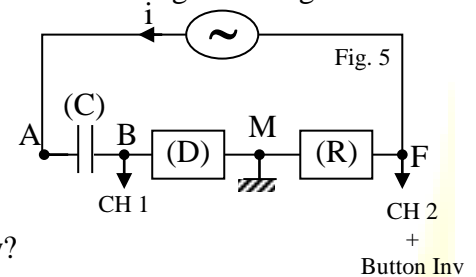 i
~
Fig. 5
(C)
A
B
(D)
M
(R)
F
CH 1
CH 2
+
Button Inv
?